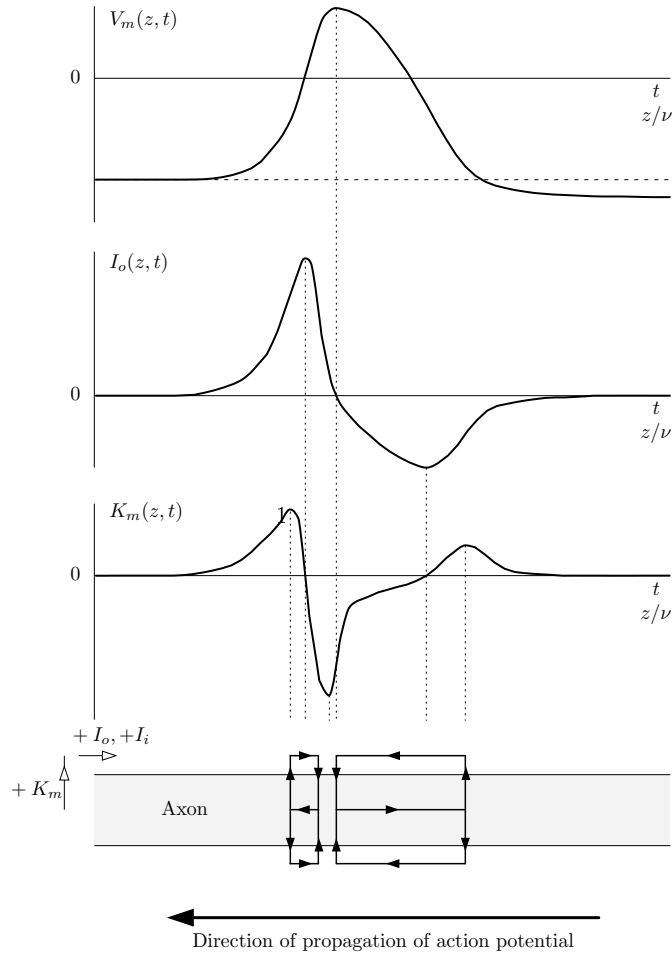 V_m(z,t)
0
t
z/ν
I_o(z,t)
0
t
z/ν
K_m(z,t)
1
0
t
z/ν
+ I_o, +I_i
+ K_m
Axon
Direction of propagation of action potential